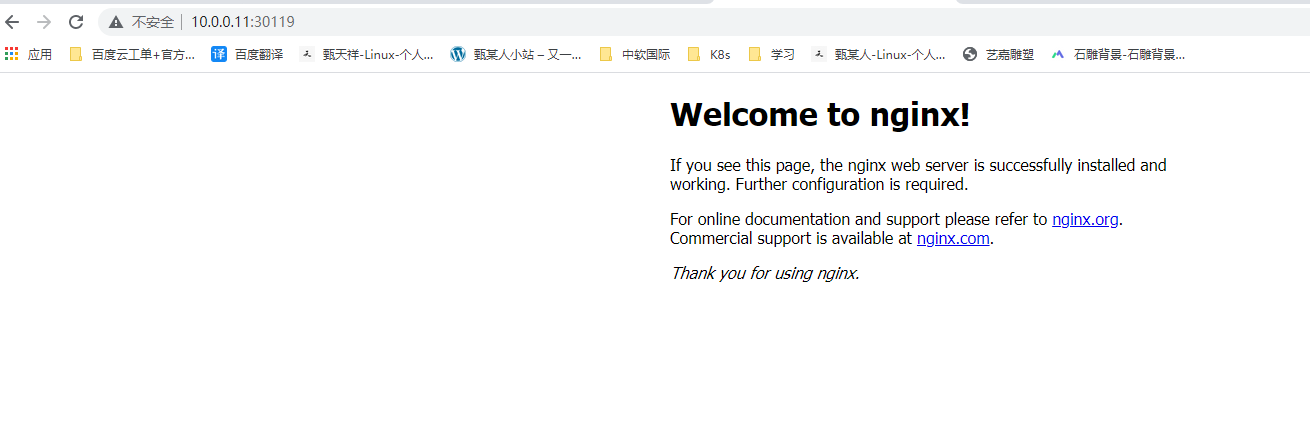 不安全 10.0.0.11:30119
应用 百度云工单+官方... 译 百度翻译 甄天祥-Linux-个人... 甄某人小站 – 又一... 中软国际 K8s 学习 甄某人-Linux-个人... 艺嘉雕塑 石雕背景-石雕背景...
Welcome to nginx!
If you see this page, the nginx web server is successfully installed and
working. Further configuration is required.
For online documentation and support please refer to nginx.org.
Commercial support is available at nginx.com.
Thank you for using nginx.